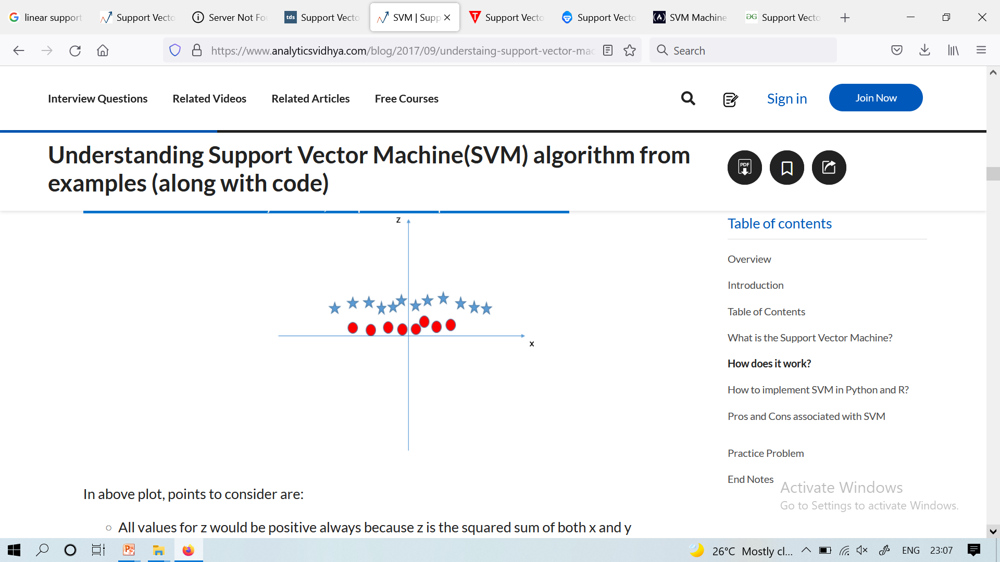 linear support
Support Vecto
Server Not Fo
tds
Support Vecto
SVM | Supp
Support Vecto
Support Vecto
SVM Machine
Support Vecto
https://www.analyticsvidhya.com/blog/2017/09/understaing-support-vector-mac
Search
Interview Questions
Related Videos
Related Articles
Free Courses
Sign in
Join Now
Understanding Support Vector Machine(SVM) algorithm from
examples (along with code)
PDF
Z
X
Table of contents
Overview
Introduction
Table of Contents
What is the Support Vector Machine?
How does it work?
How to implement SVM in Python and R?
Pros and Cons associated with SVM
Practice Problem
End Notes
In above plot, points to consider are:
All values for z would be positive always because z is the squared sum of both x and y
Activate Windows
Go to Settings to activate Windows.
26°C Mostly cl...
ENG
23:07